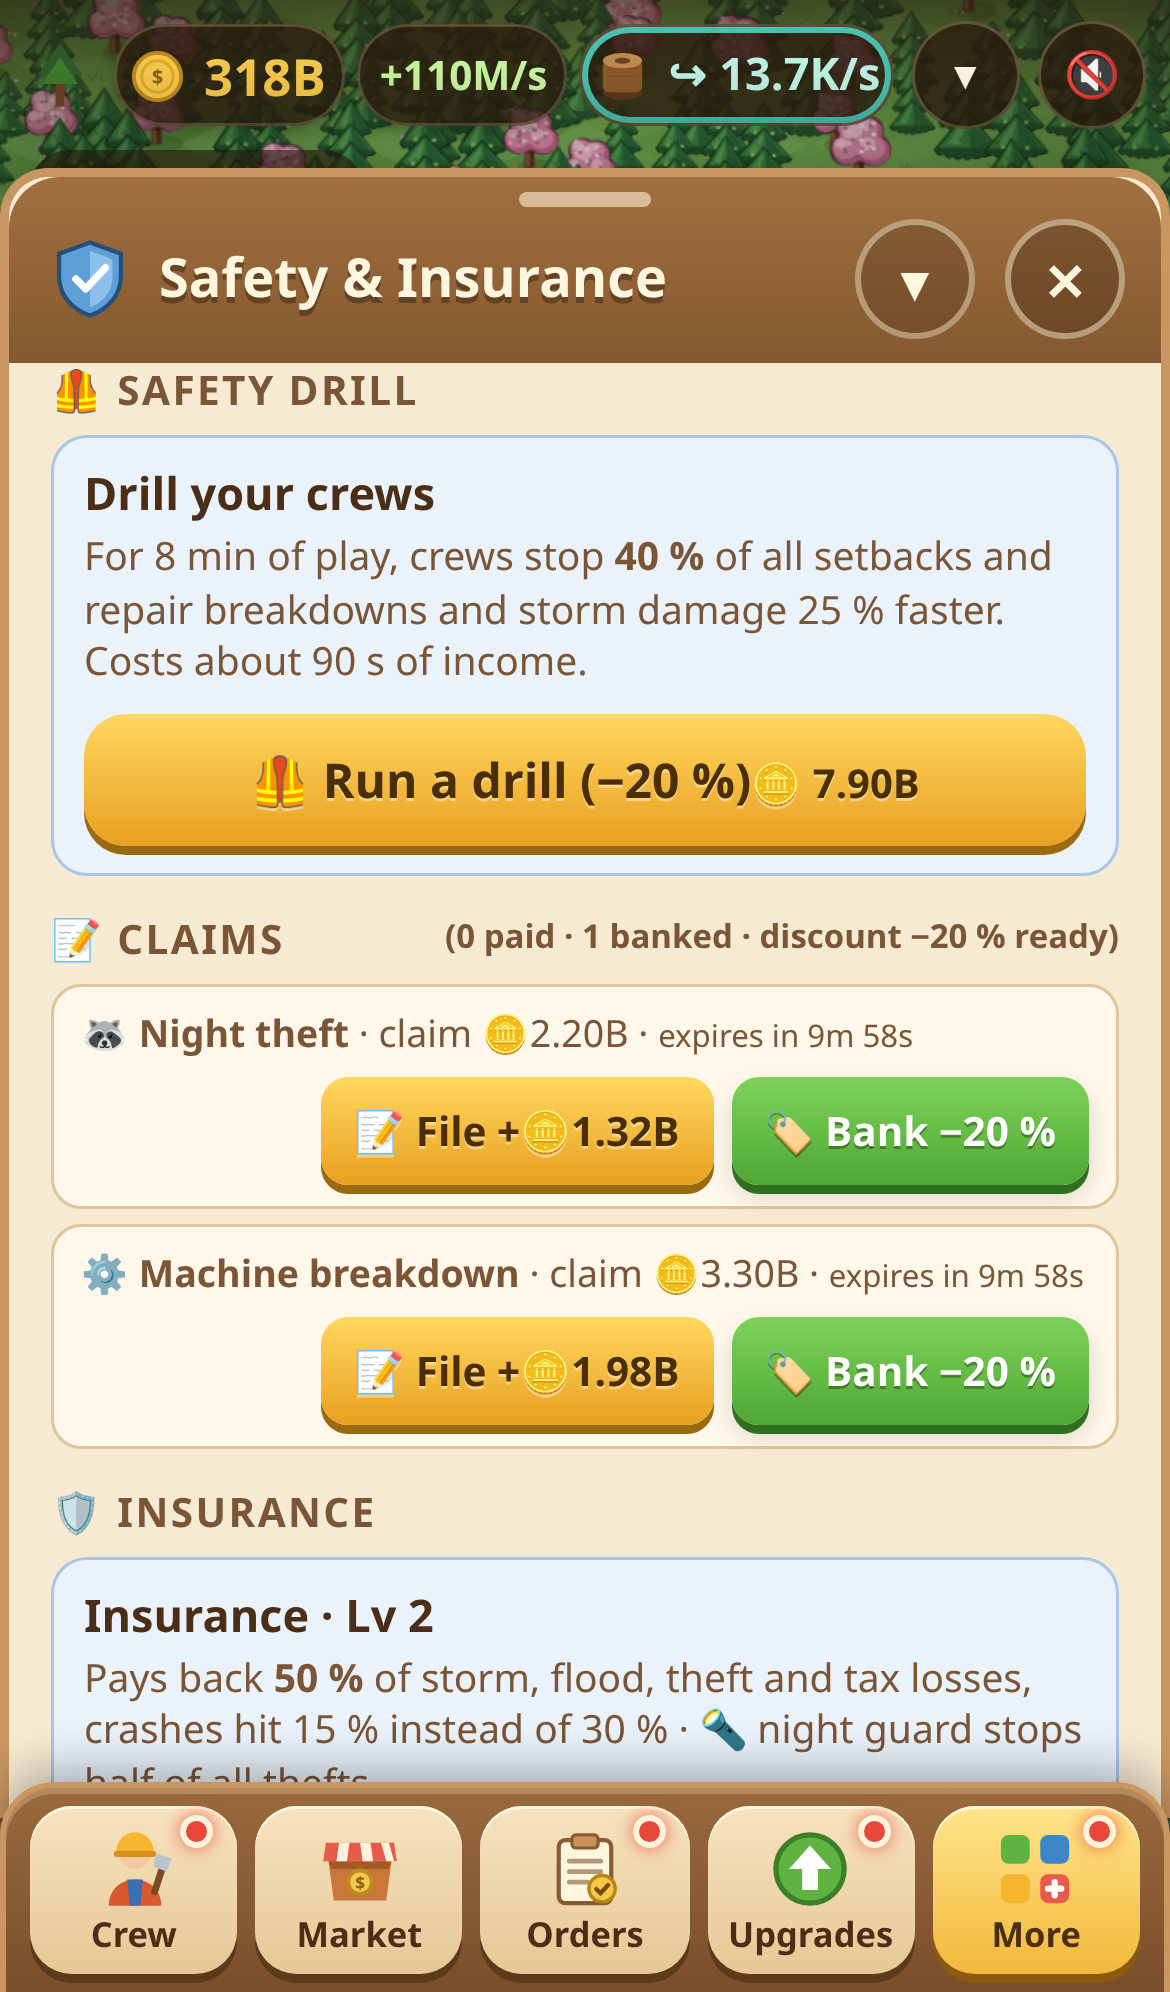 318B +110M/s ↪ 13.7K/s ▼
Safety & Insurance ▼ ✕
SAFETY DRILL
Drill your crews
For 8 min of play, crews stop 40 % of all setbacks and
repair breakdowns and storm damage 25 % faster.
Costs about 90 s of income.
Run a drill (−20 %) 7.90B
CLAIMS (0 paid · 1 banked · discount −20 % ready)
Night theft · claim 2.20B · expires in 9m 58s
File + 1.32B Bank −20 %
Machine breakdown · claim 3.30B · expires in 9m 58s
File + 1.98B Bank −20 %
INSURANCE
Insurance · Lv 2
Pays back 50 % of storm, flood, theft and tax losses,
crashes hit 15 % instead of 30 % · night guard stops
half of all thefts
Crew Market Orders Upgrades More